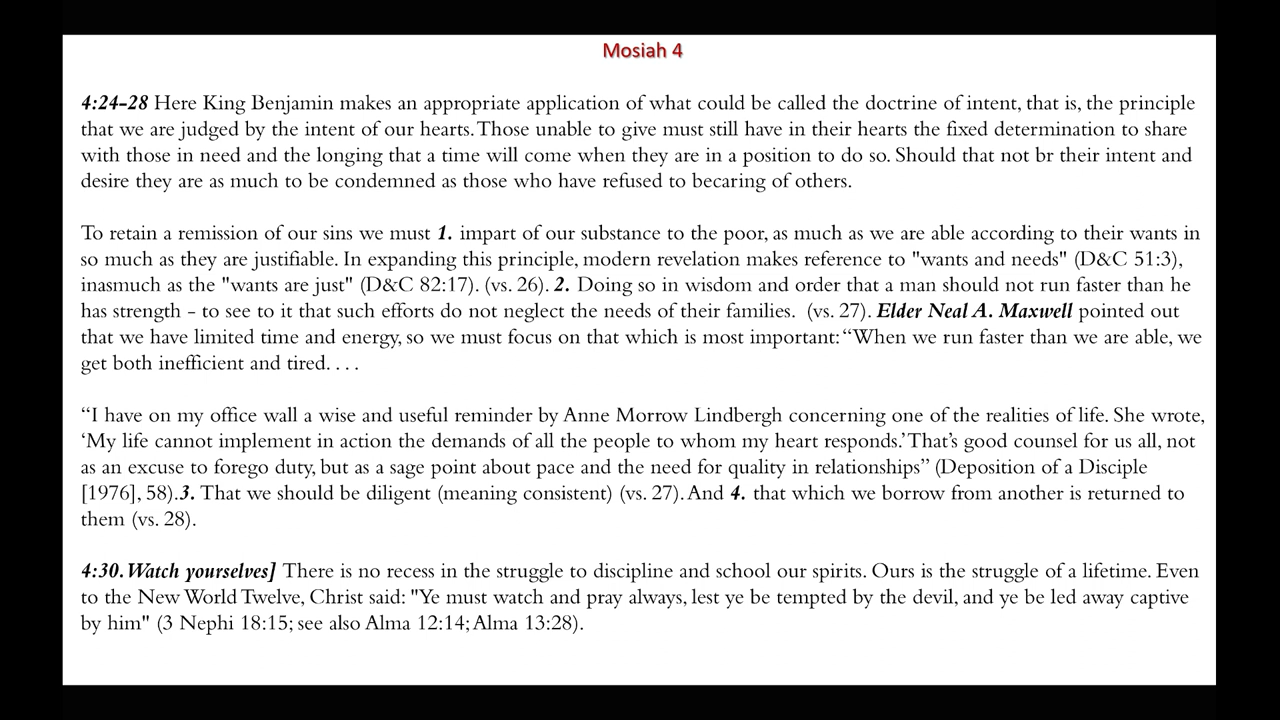 Mosiah 4
4:24-28 Here King Benjamin makes an appropriate application of what could be called the doctrine of intent, that is, the principle
that we are judged by the intent of our hearts. Those unable to give must still have in their hearts the fixed determination to share
with those in need and the longing that a time will come when they are in a position to do so. Should that not br their intent and
desire they are as much to be condemned as those who have refused to becaring of others.
To retain a remission of our sins we must 1. impart of our substance to the poor, as much as we are able according to their wants in
so much as they are justifiable. In expanding this principle, modern revelation makes reference to "wants and needs" (D&C 51:3),
inasmuch as the "wants are just" (D&C 82:17). (vs. 26). 2. Doing so in wisdom and order that a man should not run faster than he
has strength - to see to it that such efforts do not neglect the needs of their families. (vs. 27). Elder Neal A. Maxwell pointed out
that we have limited time and energy, so we must focus on that which is most important: “When we run faster than we are able, we
get both inefficient and tired. . . .
“I have on my office wall a wise and useful reminder by Anne Morrow Lindbergh concerning one of the realities of life. She wrote,
‘My life cannot implement in action the demands of all the people to whom my heart responds.’ That’s good counsel for us all, not
as an excuse to forego duty, but as a sage point about pace and the need for quality in relationships” (Deposition of a Disciple
[1976], 58).3. That we should be diligent (meaning consistent) (vs. 27). And 4. that which we borrow from another is returned to
them (vs. 28).
4:30. Watch yourselves] There is no recess in the struggle to discipline and school our spirits. Ours is the struggle of a lifetime. Even
to the New World Twelve, Christ said: "Ye must watch and pray always, lest ye be tempted by the devil, and ye be led away captive
by him" (3 Nephi 18:15; see also Alma 12:14; Alma 13:28).